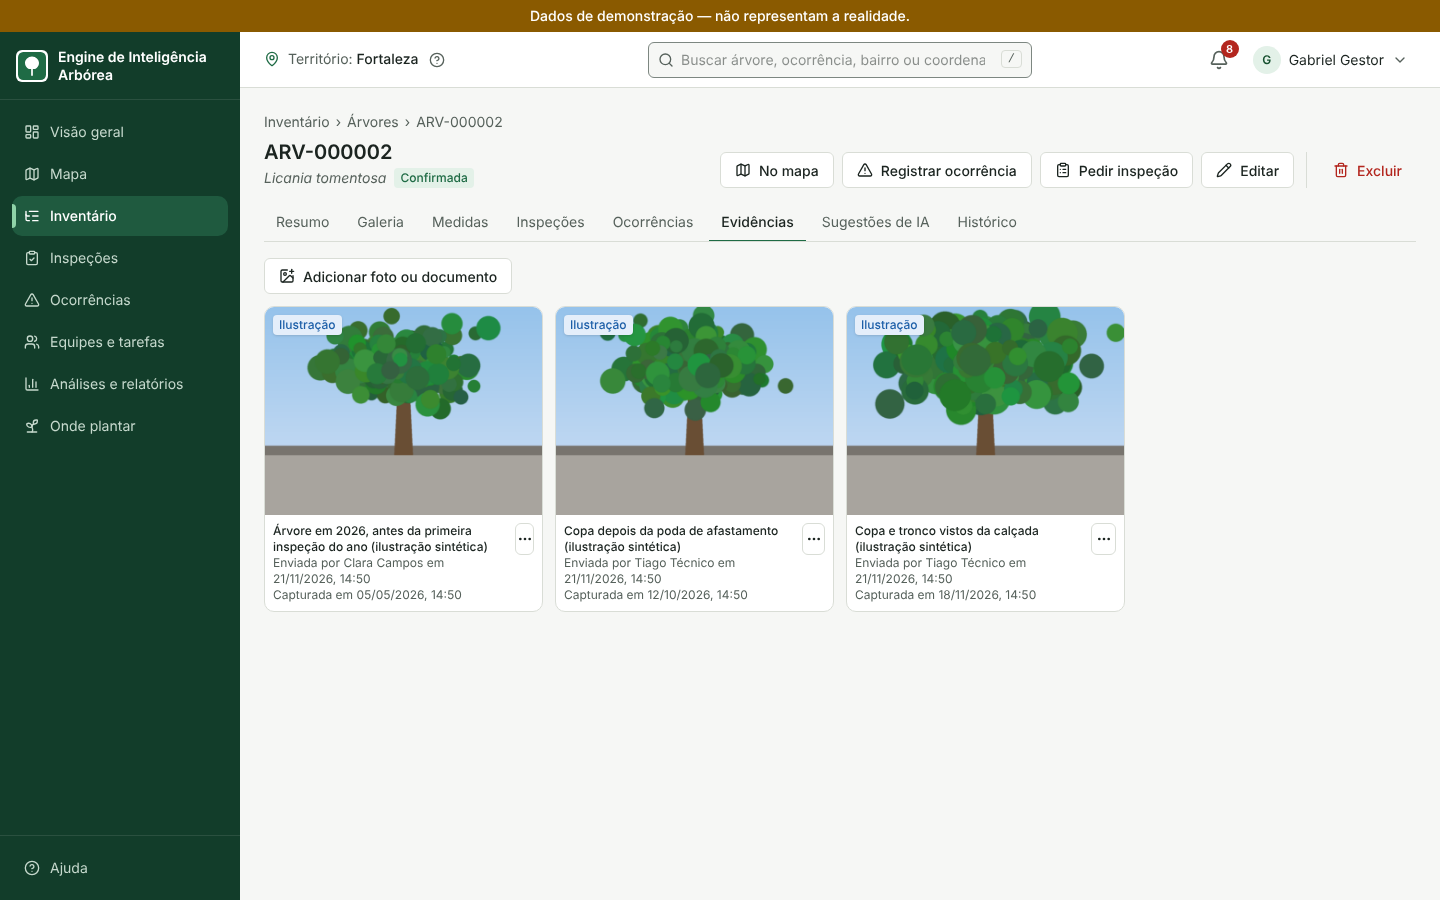 Dados de demonstração — não representam a realidade.
Engine de Inteligência
Arbórea
Território: Fortaleza
Buscar árvore, ocorrência, bairro ou coordena
/
8
G
Gabriel Gestor
Visão geral
Mapa
Inventário
Inspeções
Ocorrências
Equipes e tarefas
Análises e relatórios
Onde plantar
Ajuda
Inventário › Árvores › ARV-000002
ARV-000002
Licania tomentosa
Confirmada
No mapa
Registrar ocorrência
Pedir inspeção
Editar
Excluir
Resumo
Galeria
Medidas
Inspeções
Ocorrências
Evidências
Sugestões de IA
Histórico
Adicionar foto ou documento
Ilustração
Árvore em 2026, antes da primeira
inspeção do ano (ilustração sintética)
Enviada por Clara Campos em
21/11/2026, 14:50
Capturada em 05/05/2026, 14:50
Ilustração
Copa depois da poda de afastamento
(ilustração sintética)
Enviada por Tiago Técnico em
21/11/2026, 14:50
Capturada em 12/10/2026, 14:50
Ilustração
Copa e tronco vistos da calçada
(ilustração sintética)
Enviada por Tiago Técnico em
21/11/2026, 14:50
Capturada em 18/11/2026, 14:50